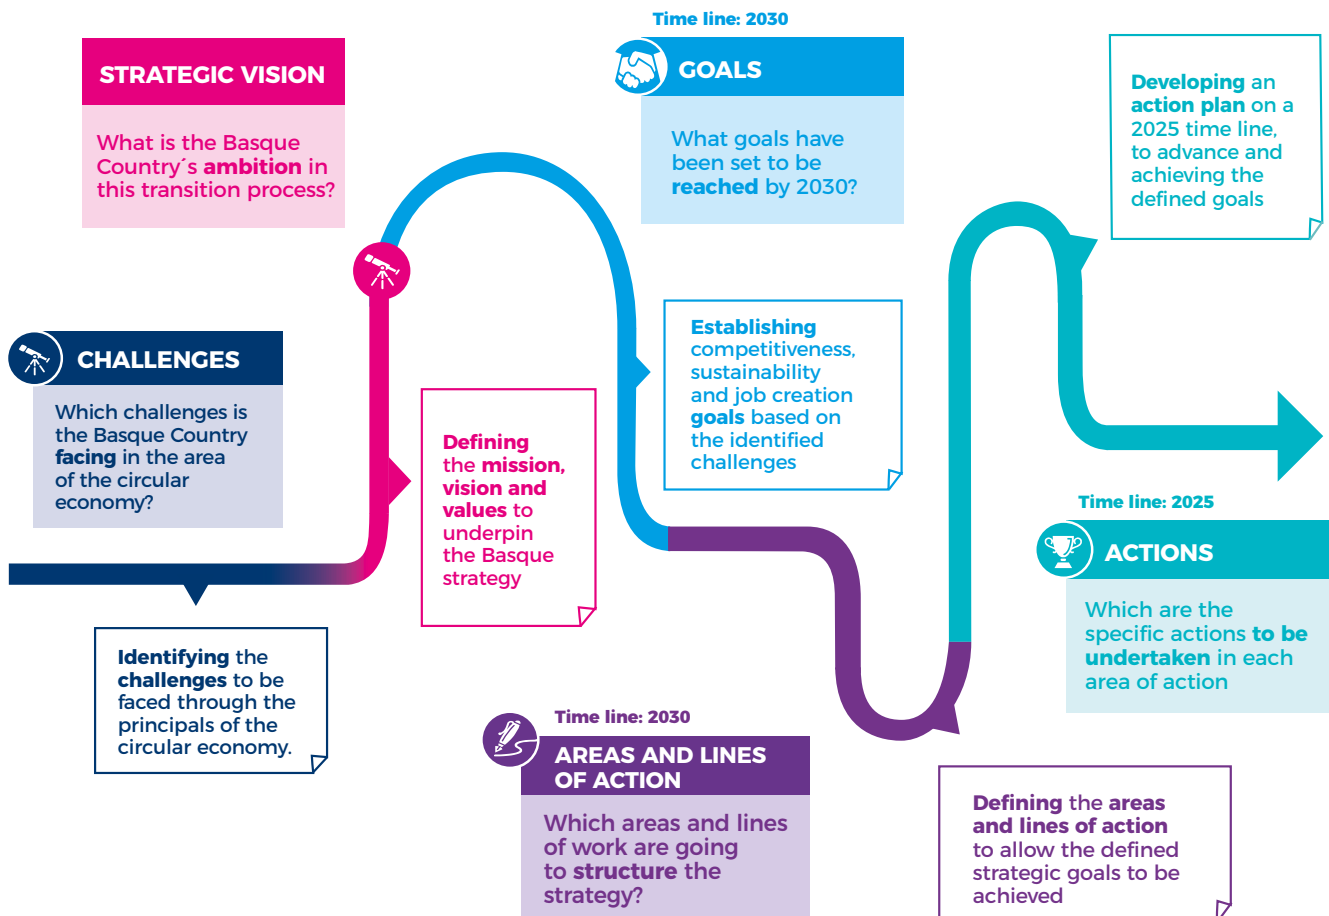 STRATEGIC VISION
What is the Basque
Country´s ambition in
this transition process?
CHALLENGES
Which challenges is
the Basque Country
facing in the area
of the circular
economy?
Identifying the
challenges to be
faced through the
principals of the
circular economy.
Defining
the mission,
vision and
values to
underpin
the Basque
strategy
Time line: 2030
GOALS
What goals have
been set to be
reached by 2030?
Establishing
competitiveness,
sustainability
and job creation
goals based on
the identified
challenges
Time line: 2030
AREAS AND LINES
OF ACTION
Which areas and lines
of work are going
to structure the
strategy?
Defining the areas
and lines of action
to allow the defined
strategic goals to be
achieved
Developing an
action plan on a
2025 time line,
to advance and
achieving the
defined goals
Time line: 2025
ACTIONS
Which are the
specific actions to be
undertaken in each
area of action